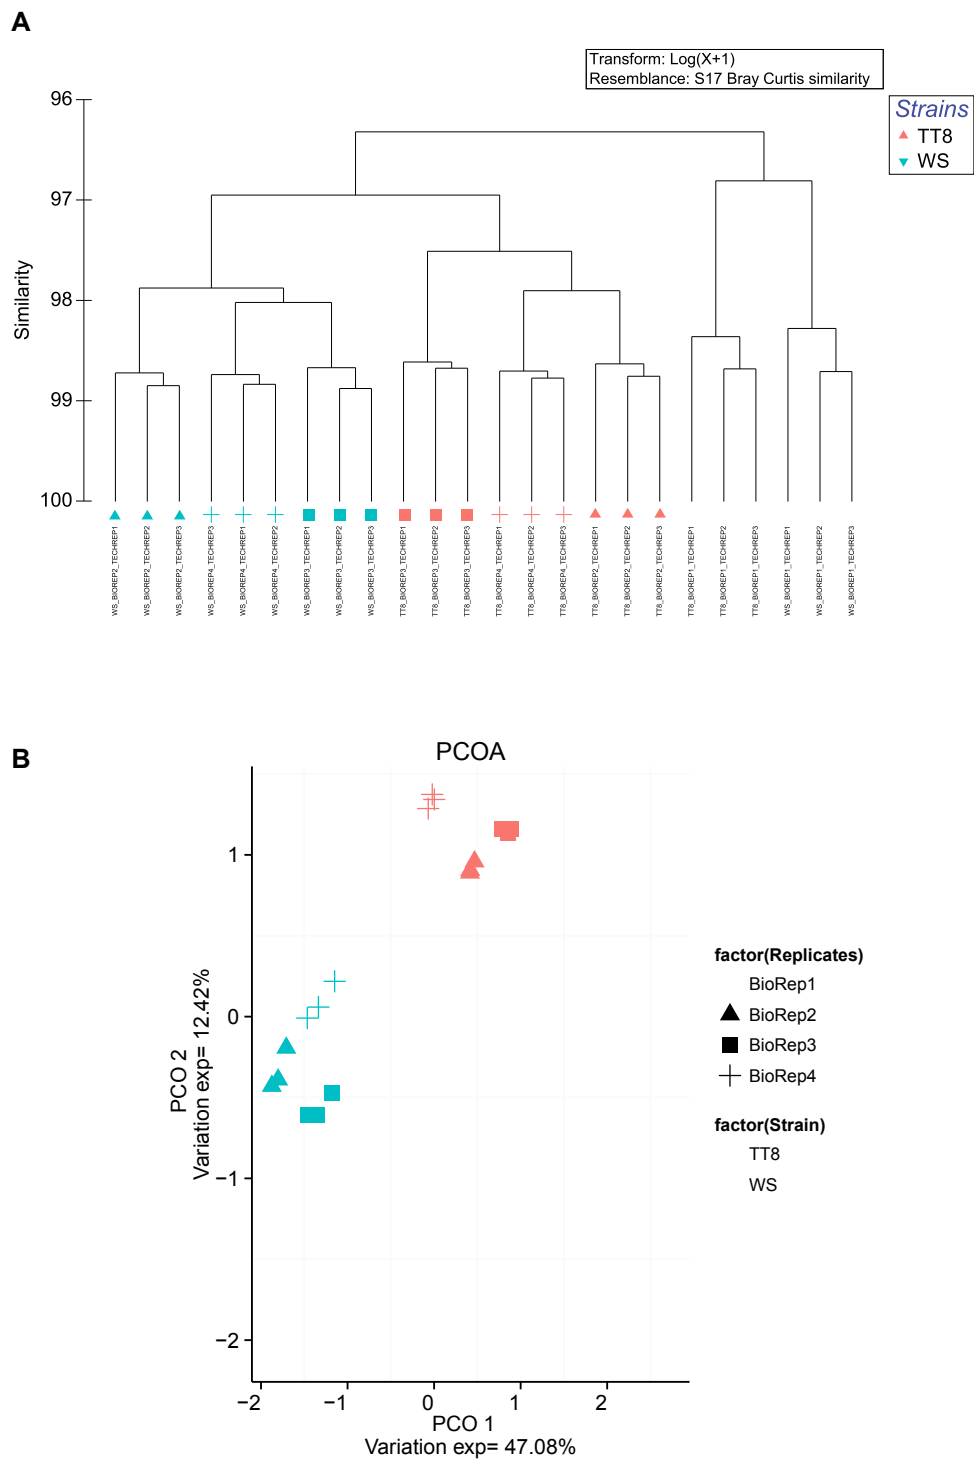 A
Transform: Log(X+1)
Resemblance: S17 Bray Curtis similarity
Strains
TT8
WS
96
97
98
99
100
Similarity
WS_BIOREP2_TECHREP1
WS_BIOREP2_TECHREP2
WS_BIOREP2_TECHREP3
WS_BIOREP4_TECHREP3
WS_BIOREP4_TECHREP1
WS_BIOREP4_TECHREP2
WS_BIOREP3_TECHREP1
WS_BIOREP3_TECHREP2
WS_BIOREP3_TECHREP3
TT8_BIOREP3_TECHREP1
TT8_BIOREP3_TECHREP2
TT8_BIOREP3_TECHREP3
TT8_BIOREP4_TECHREP1
TT8_BIOREP4_TECHREP2
TT8_BIOREP4_TECHREP3
TT8_BIOREP2_TECHREP1
TT8_BIOREP2_TECHREP2
TT8_BIOREP2_TECHREP3
TT8_BIOREP1_TECHREP1
TT8_BIOREP1_TECHREP2
TT8_BIOREP1_TECHREP3
WS_BIOREP1_TECHREP1
WS_BIOREP1_TECHREP2
WS_BIOREP1_TECHREP3
B
PCOA
1
0
−1
−2
PCO 2
Variation exp= 12.42%
−2
−1
0
1
2
PCO 1
Variation exp= 47.08%
factor(Replicates)
BioRep1
BioRep2
BioRep3
BioRep4
factor(Strain)
TT8
WS